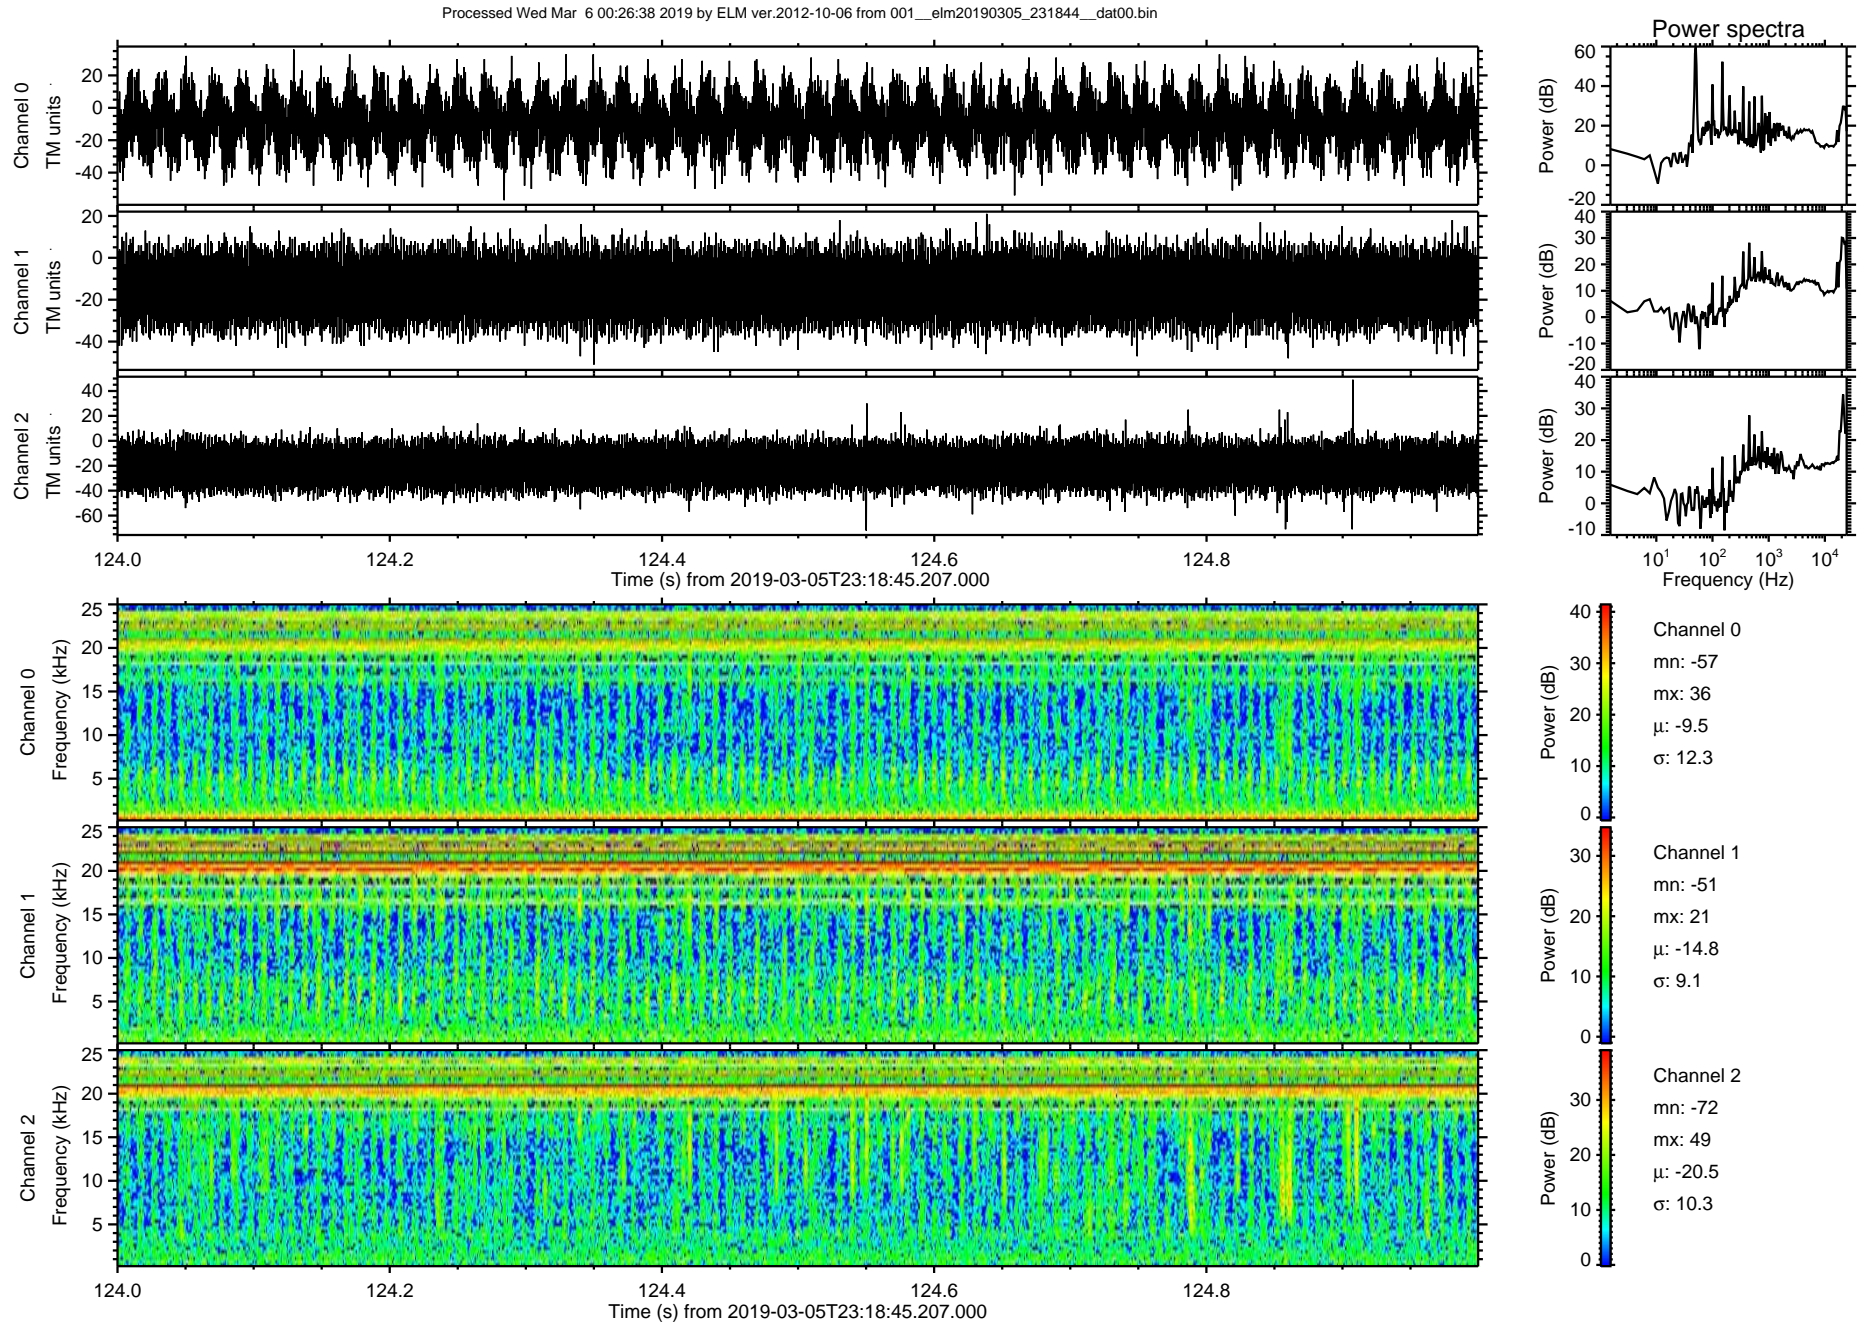 Processed Wed Mar  6 00:26:38 2019 by ELM ver.2012-10-06 from 001__elm20190305_231844__dat00.bin
Power spectra
Channel 0
TM units
20
0
-20
-40
Power (dB)
60
40
20
0
-20
Channel 1
TM units
20
0
-20
-40
Power (dB)
40
30
20
10
0
-10
-20
Channel 2
TM units
40
20
0
-20
-40
-60
Power (dB)
40
30
20
10
0
-10
124.0 124.2 124.4 124.6 124.8
Time (s) from 2019-03-05T23:18:45.207.000
10¹ 10² 10³ 10⁴
Frequency (Hz)
Channel 0
Frequency (kHz)
25
20
15
10
5
Power (dB)
40
30
20
10
0
Channel 0
mn: -57
mx: 36
μ: -9.5
σ: 12.3
Channel 1
Frequency (kHz)
25
20
15
10
5
Power (dB)
30
20
10
0
Channel 1
mn: -51
mx: 21
μ: -14.8
σ: 9.1
Channel 2
Frequency (kHz)
25
20
15
10
5
Power (dB)
30
20
10
0
Channel 2
mn: -72
mx: 49
μ: -20.5
σ: 10.3
124.0 124.2 124.4 124.6 124.8
Time (s) from 2019-03-05T23:18:45.207.000